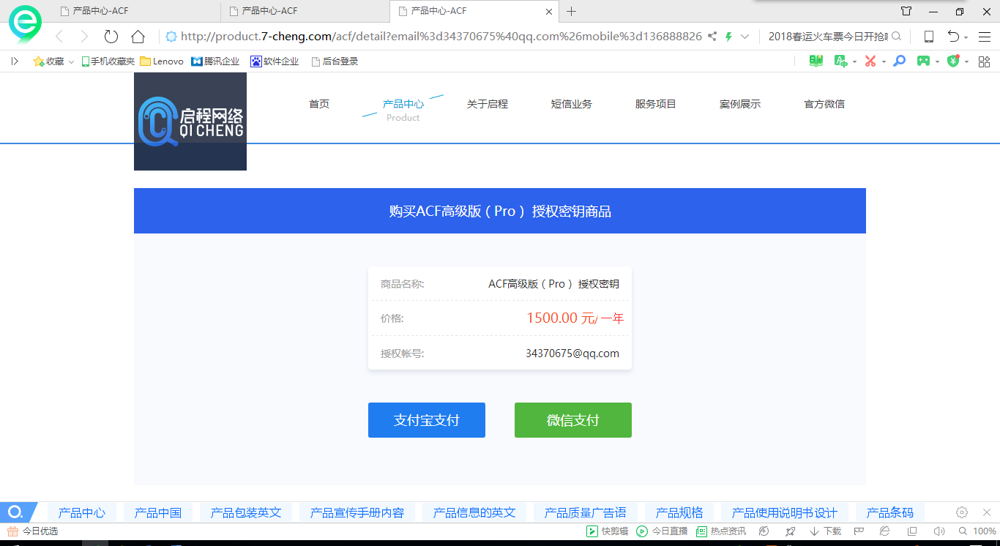 产品中心-ACF
产品中心-ACF
产品中心-ACF
http://product.7-cheng.com/acf/detail?email%3d34370675%40qq.com%26mobile%3d136888826
2018春运火车票今日开抢
收藏 手机收藏夹 Lenovo 腾讯企业 软件企业 后台登录
启程网络
QI CHENG
首页 产品中心 关于启程 短信业务 服务项目 案例展示 官方微信
Product
购买ACF高级版（Pro） 授权密钥商品
商品名称: ACF高级版（Pro） 授权密钥
价格: 1500.00 元/ 一年
授权帐号: 34370675@qq.com
支付宝支付 微信支付
产品中心 产品中国 产品包装英文 产品宣传手册内容 产品信息的英文 产品质量广告语 产品规格 产品使用说明书设计 产品条码
今日优选 快剪辑 今日直播 热点资讯 下载 100%